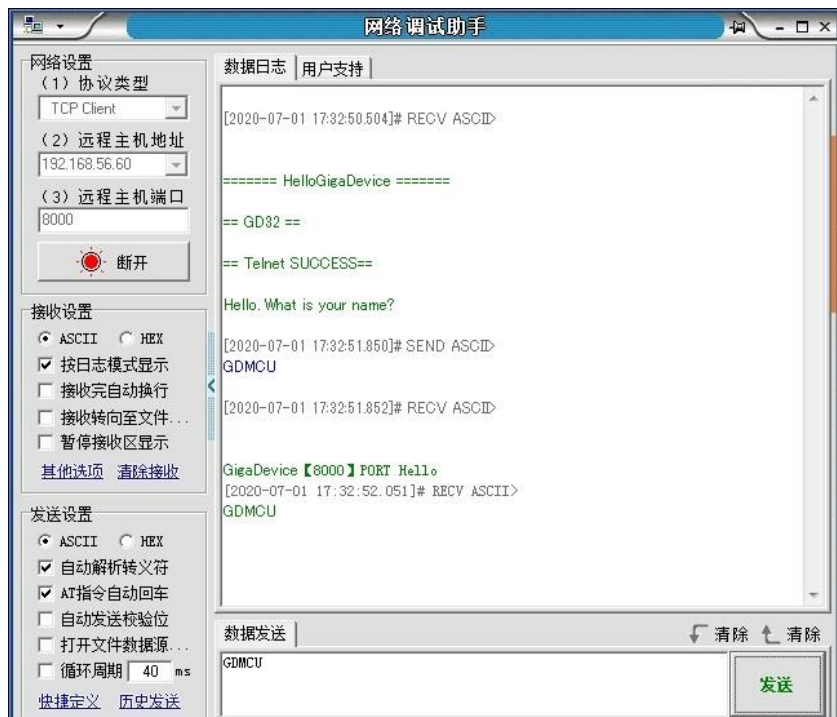 网络调试助手
网络设置
(1) 协议类型
TCP Client
(2) 远程主机地址
192.168.56.60
(3) 远程主机端口
8000
断开
接收设置
ASCII HEX
按日志模式显示
接收完自动换行
接收转向至文件...
暂停接收区显示
其他选项 清除接收
发送设置
ASCII HEX
自动解析转义符
AT指令自动回车
自动发送校验位
打开文件数据源...
循环周期 40 ms
快捷定义 历史发送
数据日志 用户支持
[2020-07-01 17:32:50.504]# RECV ASCII>
======= HelloGigaDevice =======
== GD32 ==
== Telnet SUCCESS==
Hello. What is your name?
[2020-07-01 17:32:51.850]# SEND ASCII>
GDMCU
[2020-07-01 17:32:51.852]# RECV ASCII>
GigaDevice【8000】PORT Hello
[2020-07-01 17:32:52.051]# RECV ASCII>
GDMCU
数据发送 清除 清除
GDMCU
发送